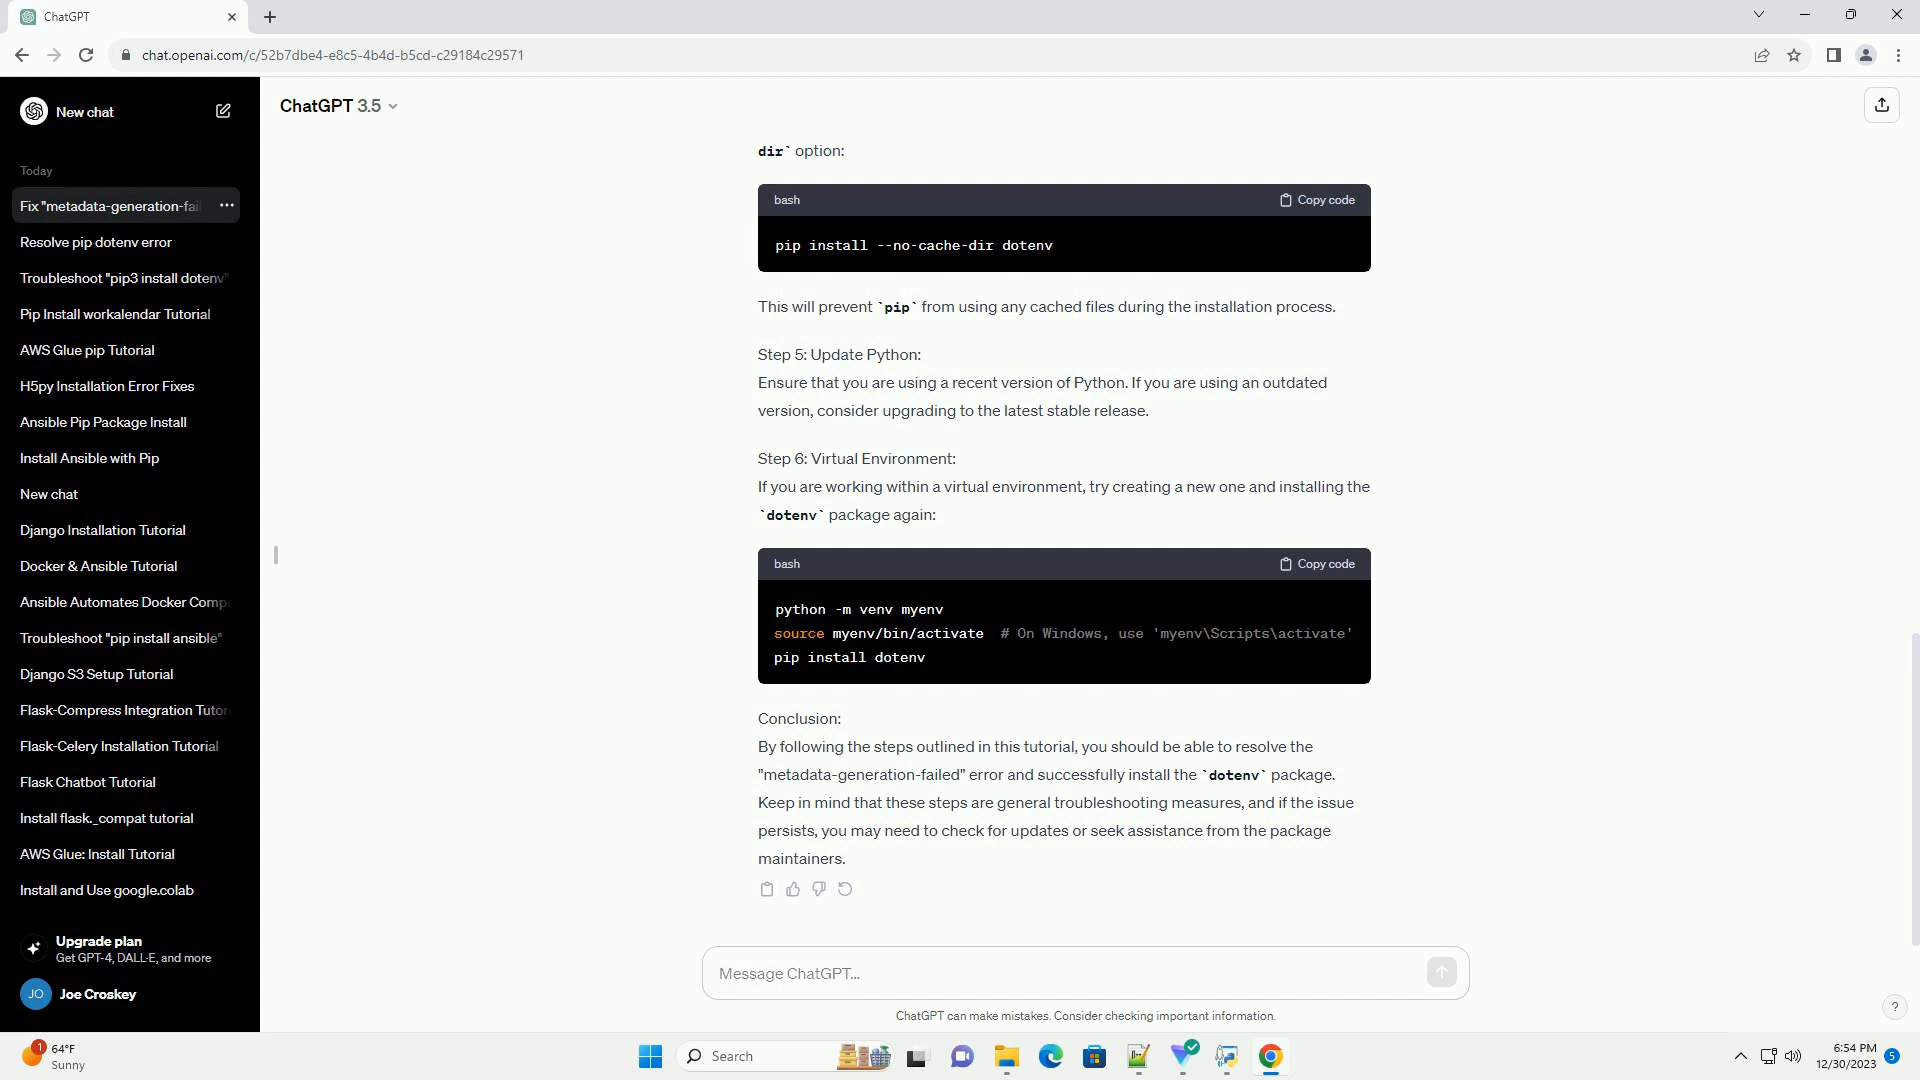 ChatGPT
chat.openai.com/c/52b7dbe4-e8c5-4b4d-b5cd-c29184c29571
New chat
Today
Fix "metadata-generation-fai
Resolve pip dotenv error
Troubleshoot "pip3 install dotenv"
Pip Install workalendar Tutorial
AWS Glue pip Tutorial
H5py Installation Error Fixes
Ansible Pip Package Install
Install Ansible with Pip
New chat
Django Installation Tutorial
Docker & Ansible Tutorial
Ansible Automates Docker Compo
Troubleshoot "pip install ansible"
Django S3 Setup Tutorial
Flask-Compress Integration Tutor
Flask-Celery Installation Tutorial
Flask Chatbot Tutorial
Install flask._compat tutorial
AWS Glue: Install Tutorial
Install and Use google.colab
Upgrade plan
Get GPT-4, DALL·E, and more
JO Joe Croskey
ChatGPT 3.5
dir` option:
bash Copy code
pip install --no-cache-dir dotenv
This will prevent `pip` from using any cached files during the installation process.
Step 5: Update Python:
Ensure that you are using a recent version of Python. If you are using an outdated
version, consider upgrading to the latest stable release.
Step 6: Virtual Environment:
If you are working within a virtual environment, try creating a new one and installing the
`dotenv` package again:
bash Copy code
python -m venv myenv
source myenv/bin/activate  # On Windows, use 'myenv\Scripts\activate'
pip install dotenv
Conclusion:
By following the steps outlined in this tutorial, you should be able to resolve the
"metadata-generation-failed" error and successfully install the `dotenv` package.
Keep in mind that these steps are general troubleshooting measures, and if the issue
persists, you may need to check for updates or seek assistance from the package
maintainers.
Message ChatGPT...
ChatGPT can make mistakes. Consider checking important information.
?
1
64°F
Sunny
Search
6:54 PM
12/30/2023
5